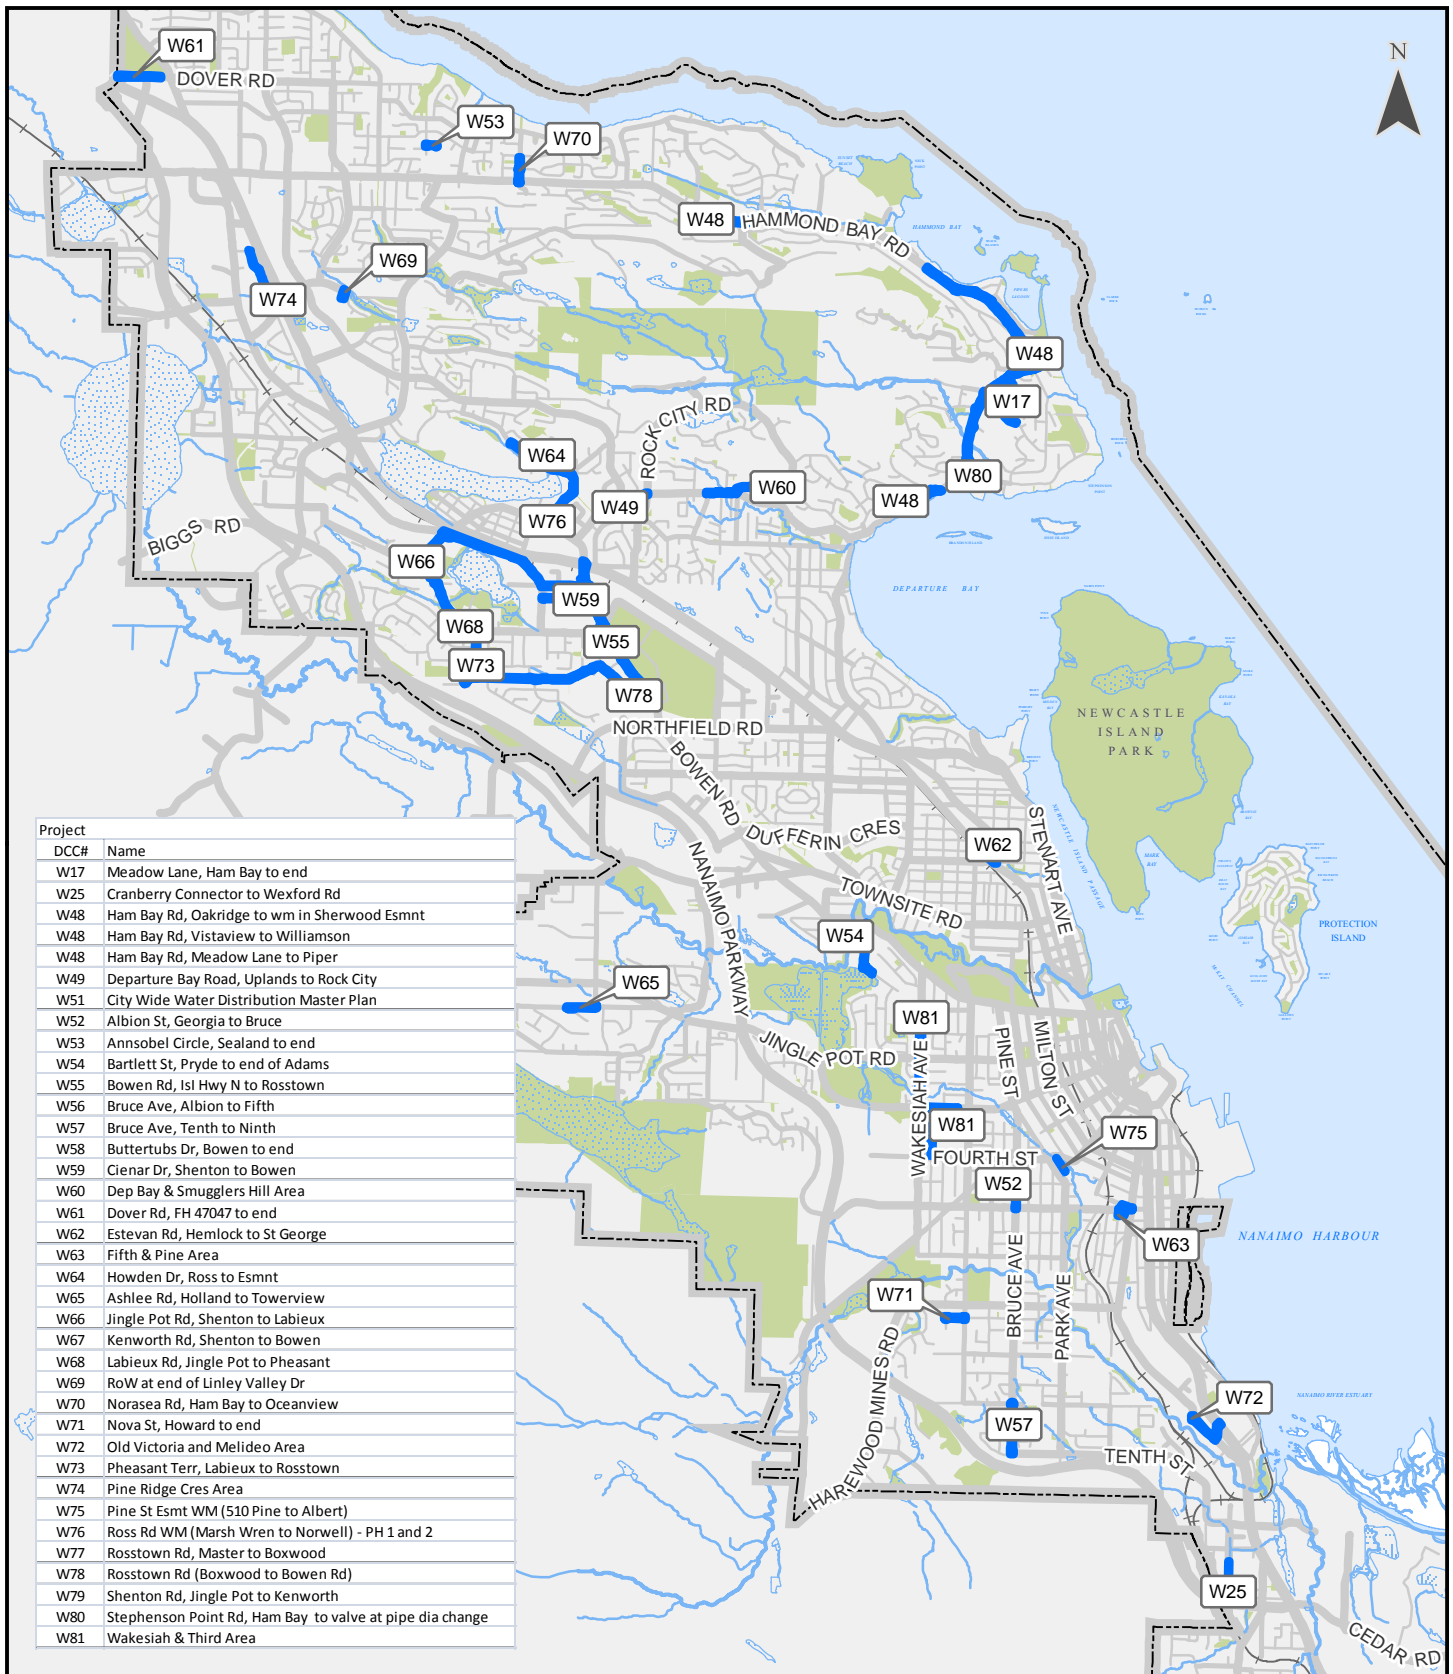 N
W61
DOVER RD
W53
W70
W48
HAMMOND BAY RD
HAMMOND BAY
W69
W74
W48
W17
ROCK CITY RD
W64
W60
W80
W49
W48
W76
BIGGS RD
W66
DEPARTURE BAY
W59
W68
W55
W73
W78
NEWCASTLE
ISLAND
PARK
NORTHFIELD RD
BOWEN RD
DUFFERIN CRES
STEWART AVE
NEWCASTLE ISLAND PASSAGE
W62
NANAIMO PARKWAY
TOWNSITE RD
PROTECTION
ISLAND
W54
W65
W81
JINGLE POT RD
PINE ST
MILTON ST
WAKESIAH AVE
W81
W75
FOURTH ST
W52
W63
NANAIMO HARBOUR
BRUCE AVE
PARK AVE
W71
HAREWOOD MINES RD
W72
NANAIMO RIVER ESTUARY
W57
TENTH ST
W25
CEDAR RD
Project
DCC# Name
W17 Meadow Lane, Ham Bay to end
W25 Cranberry Connector to Wexford Rd
W48 Ham Bay Rd, Oakridge to wm in Sherwood Esmnt
W48 Ham Bay Rd, Vistaview to Williamson
W48 Ham Bay Rd, Meadow Lane to Piper
W49 Departure Bay Road, Uplands to Rock City
W51 City Wide Water Distribution Master Plan
W52 Albion St, Georgia to Bruce
W53 Annsobel Circle, Sealand to end
W54 Bartlett St, Pryde to end of Adams
W55 Bowen Rd, Isl Hwy N to Rosstown
W56 Bruce Ave, Albion to Fifth
W57 Bruce Ave, Tenth to Ninth
W58 Buttertubs Dr, Bowen to end
W59 Cienar Dr, Shenton to Bowen
W60 Dep Bay & Smugglers Hill Area
W61 Dover Rd, FH 47047 to end
W62 Estevan Rd, Hemlock to St George
W63 Fifth & Pine Area
W64 Howden Dr, Ross to Esmnt
W65 Ashlee Rd, Holland to Towerview
W66 Jingle Pot Rd, Shenton to Labieux
W67 Kenworth Rd, Shenton to Bowen
W68 Labieux Rd, Jingle Pot to Pheasant
W69 RoW at end of Linley Valley Dr
W70 Norasea Rd, Ham Bay to Oceanview
W71 Nova St, Howard to end
W72 Old Victoria and Melideo Area
W73 Pheasant Terr, Labieux to Rosstown
W74 Pine Ridge Cres Area
W75 Pine St Esmt WM (510 Pine to Albert)
W76 Ross Rd WM (Marsh Wren to Norwell) - PH 1 and 2
W77 Rosstown Rd, Master to Boxwood
W78 Rosstown Rd (Boxwood to Bowen Rd)
W79 Shenton Rd, Jingle Pot to Kenworth
W80 Stephenson Point Rd, Ham Bay to valve at pipe dia change
W81 Wakesiah & Third Area